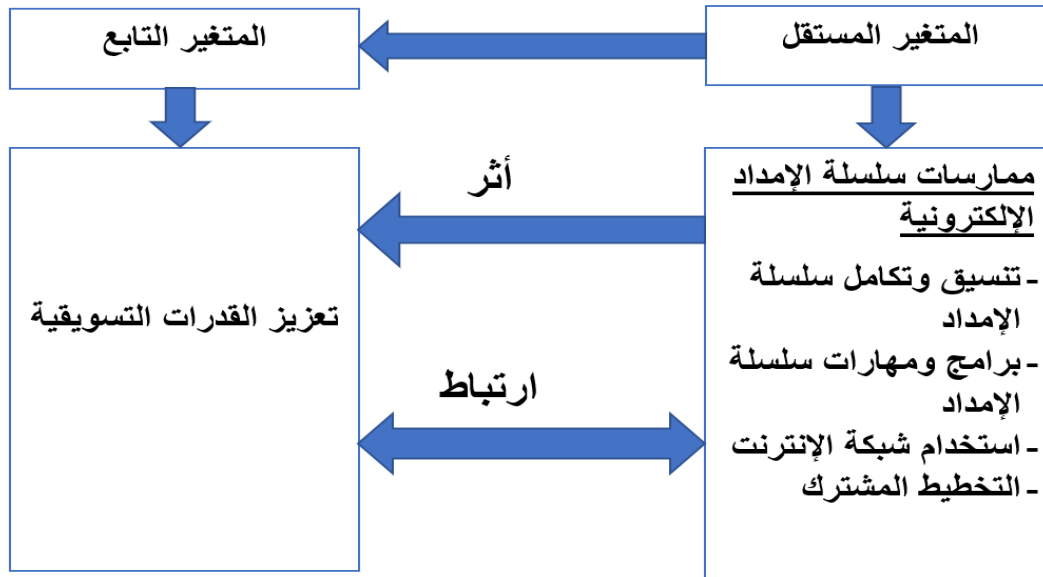 المتغير المستقل
المتغير التابع
ممارسات سلسلة الإمداد
الإلكترونية
- تنسيق وتكامل سلسلة
الإمداد
- برامج ومهارات سلسلة
الإمداد
- استخدام شبكة الإنترنت
- التخطيط المشترك
أثر
ارتباط
تعزيز القدرات التسويقية